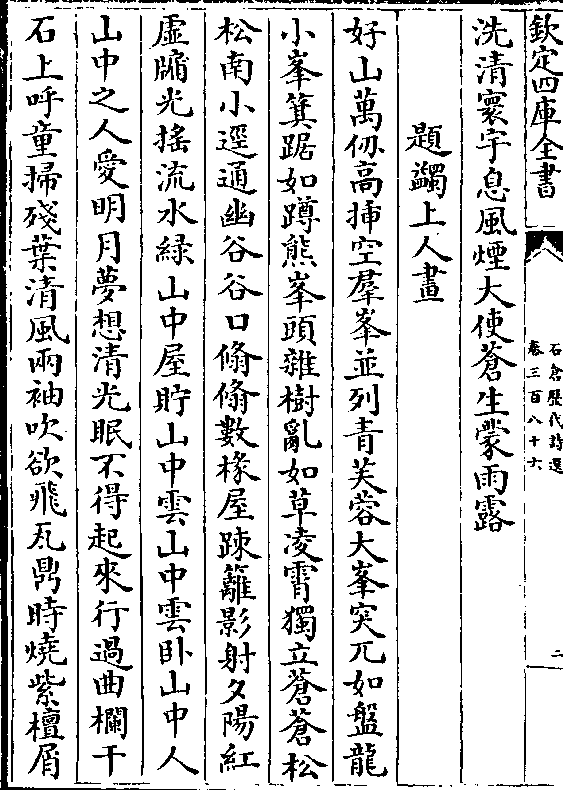 欽定四庫全書
石倉歷代詩選
卷三百八十六
二
洗清寰宇息風煙大使蒼生蒙雨露
題蠲上人畫
好山萬仞高揷空羣峯並列青芙蓉大峯突兀如盤龍
小峯箕踞如蹲熊峯頭雜樹亂如草凌霄獨立蒼蒼松
松南小逕通幽谷谷口翛翛數椽屋踈籬影射夕陽紅
虚牖光摇流水緑山中屋貯山中雲山中雲卧山中人
山中之人愛明月夢想清光眠不得起來行過曲欄干
石上呼童掃殘葉清風兩袖吹欲飛瓦鼎時燒紫檀屑